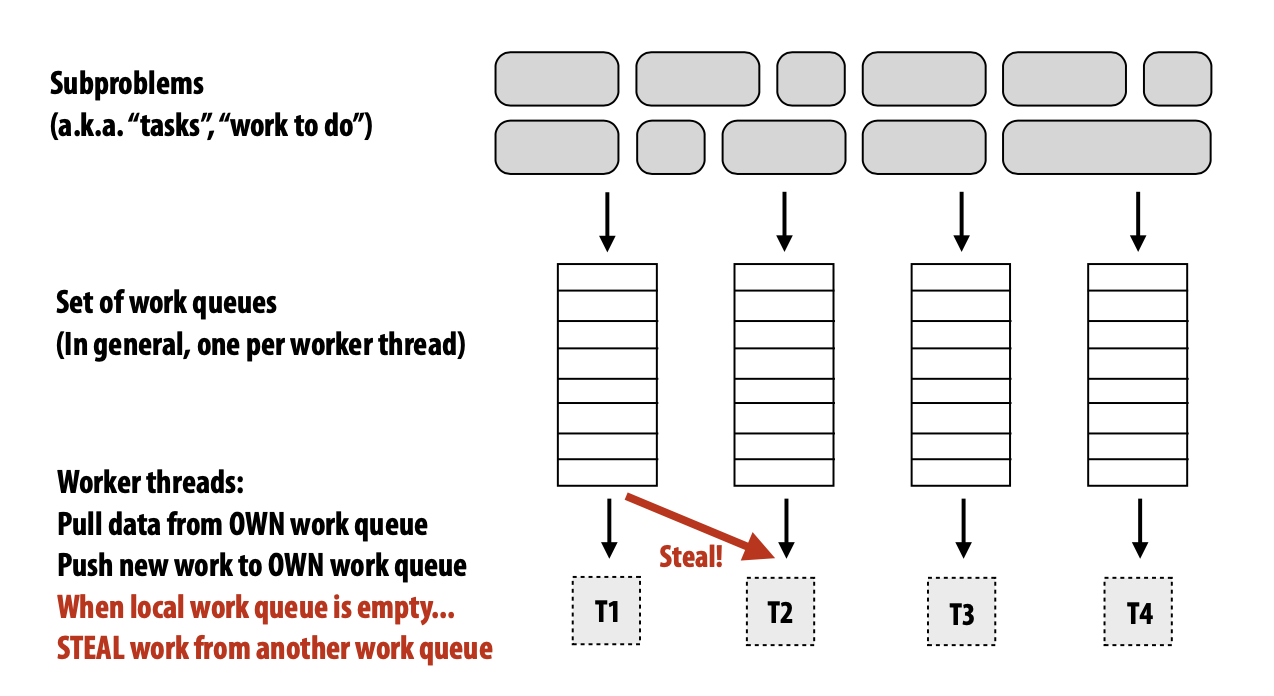 Subproblems
(a.k.a. “tasks”, “work to do”)
Set of work queues
(In general, one per worker thread)
Worker threads:
Pull data from OWN work queue
Push new work to OWN work queue
When local work queue is empty...
STEAL work from another work queue
Steal!
T1
T2
T3
T4